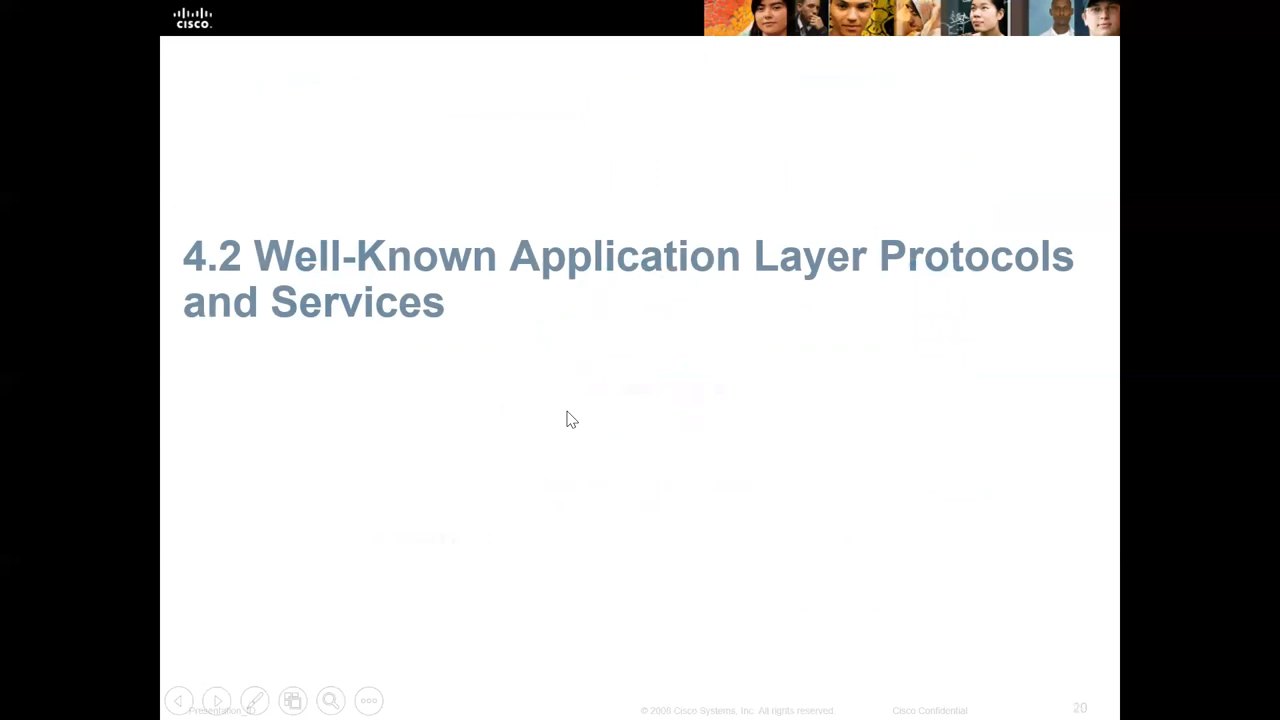 CISCO.
4.2 Well-Known Application Layer Protocols
and Services
Presentation_ID
© 2008 Cisco Systems, Inc. All rights reserved
Cisco Confidential
20